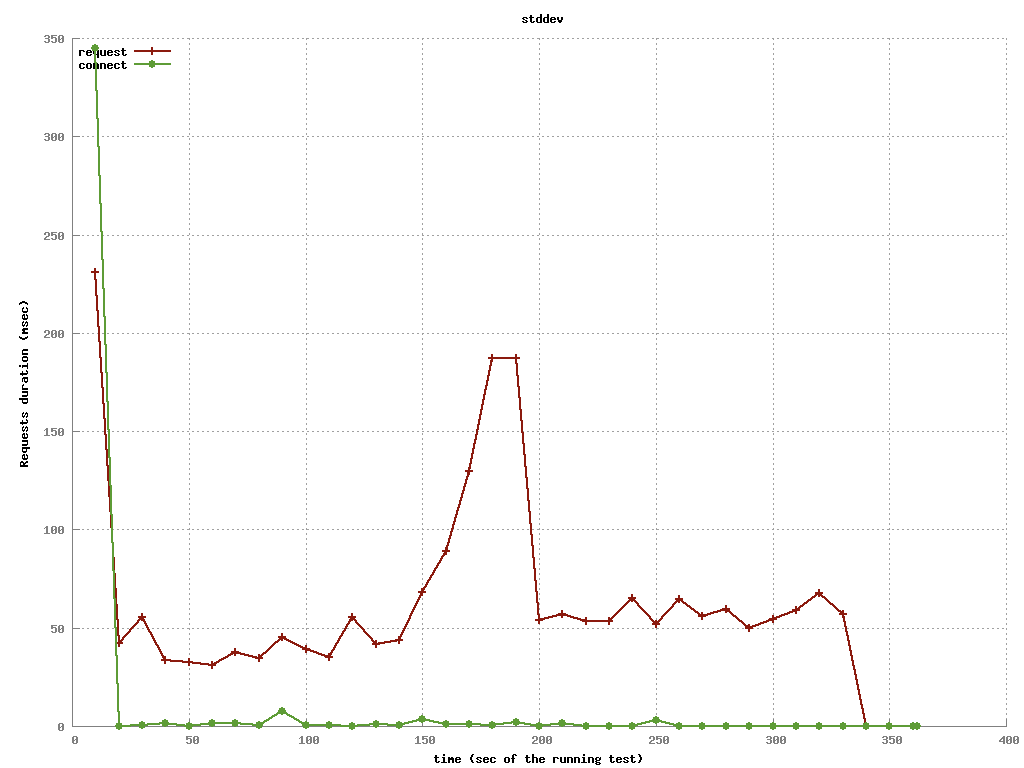 stddev
350
request
connect
300
250
200
150
100
50
0
Requests duration (msec)
0 50 100 150 200 250 300 350 400
time (sec of the running test)